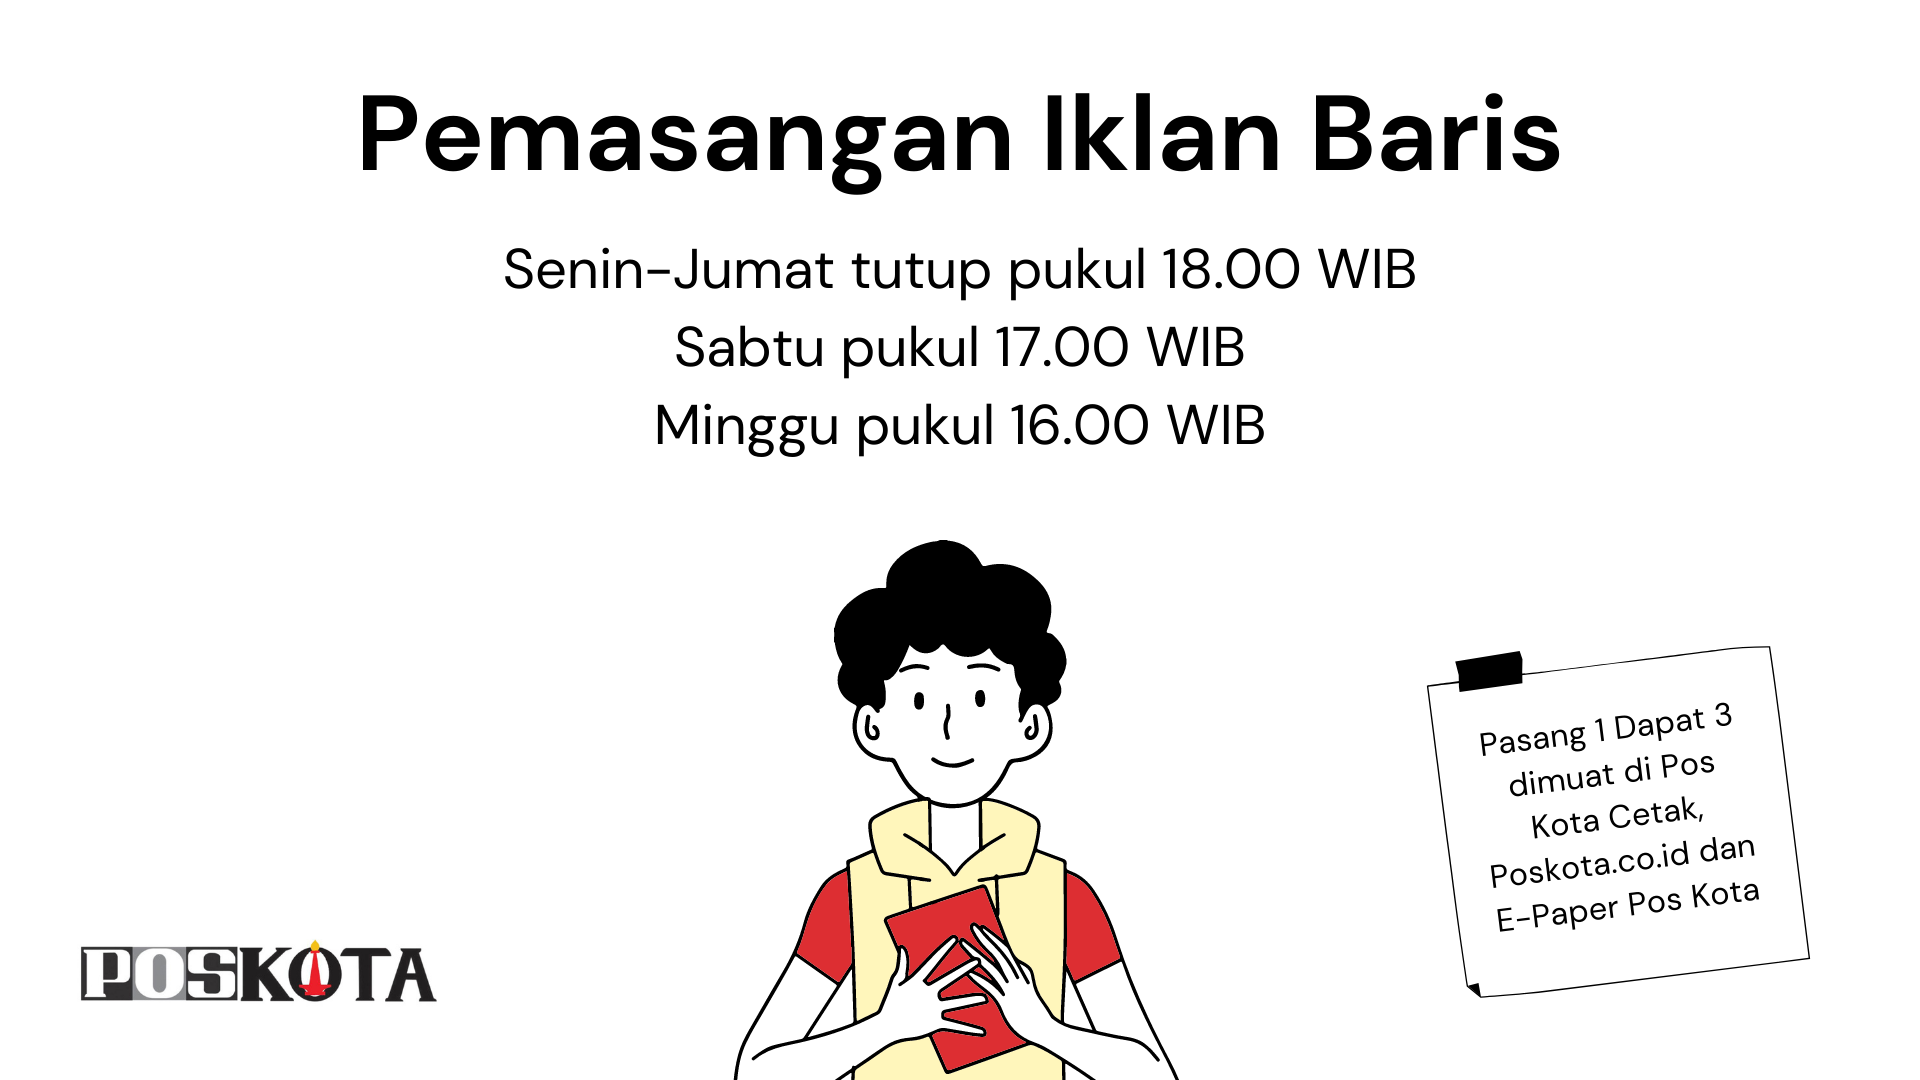 Pemasangan Iklan Baris
Senin-Jumat tutup pukul 18.00 WIB
Sabtu pukul 17.00 WIB
Minggu pukul 16.00 WIB
Pasang 1 Dapat 3
dimuat di Pos
Kota Cetak,
Poskota.co.id dan
E-Paper Pos Kota
POSKOTA